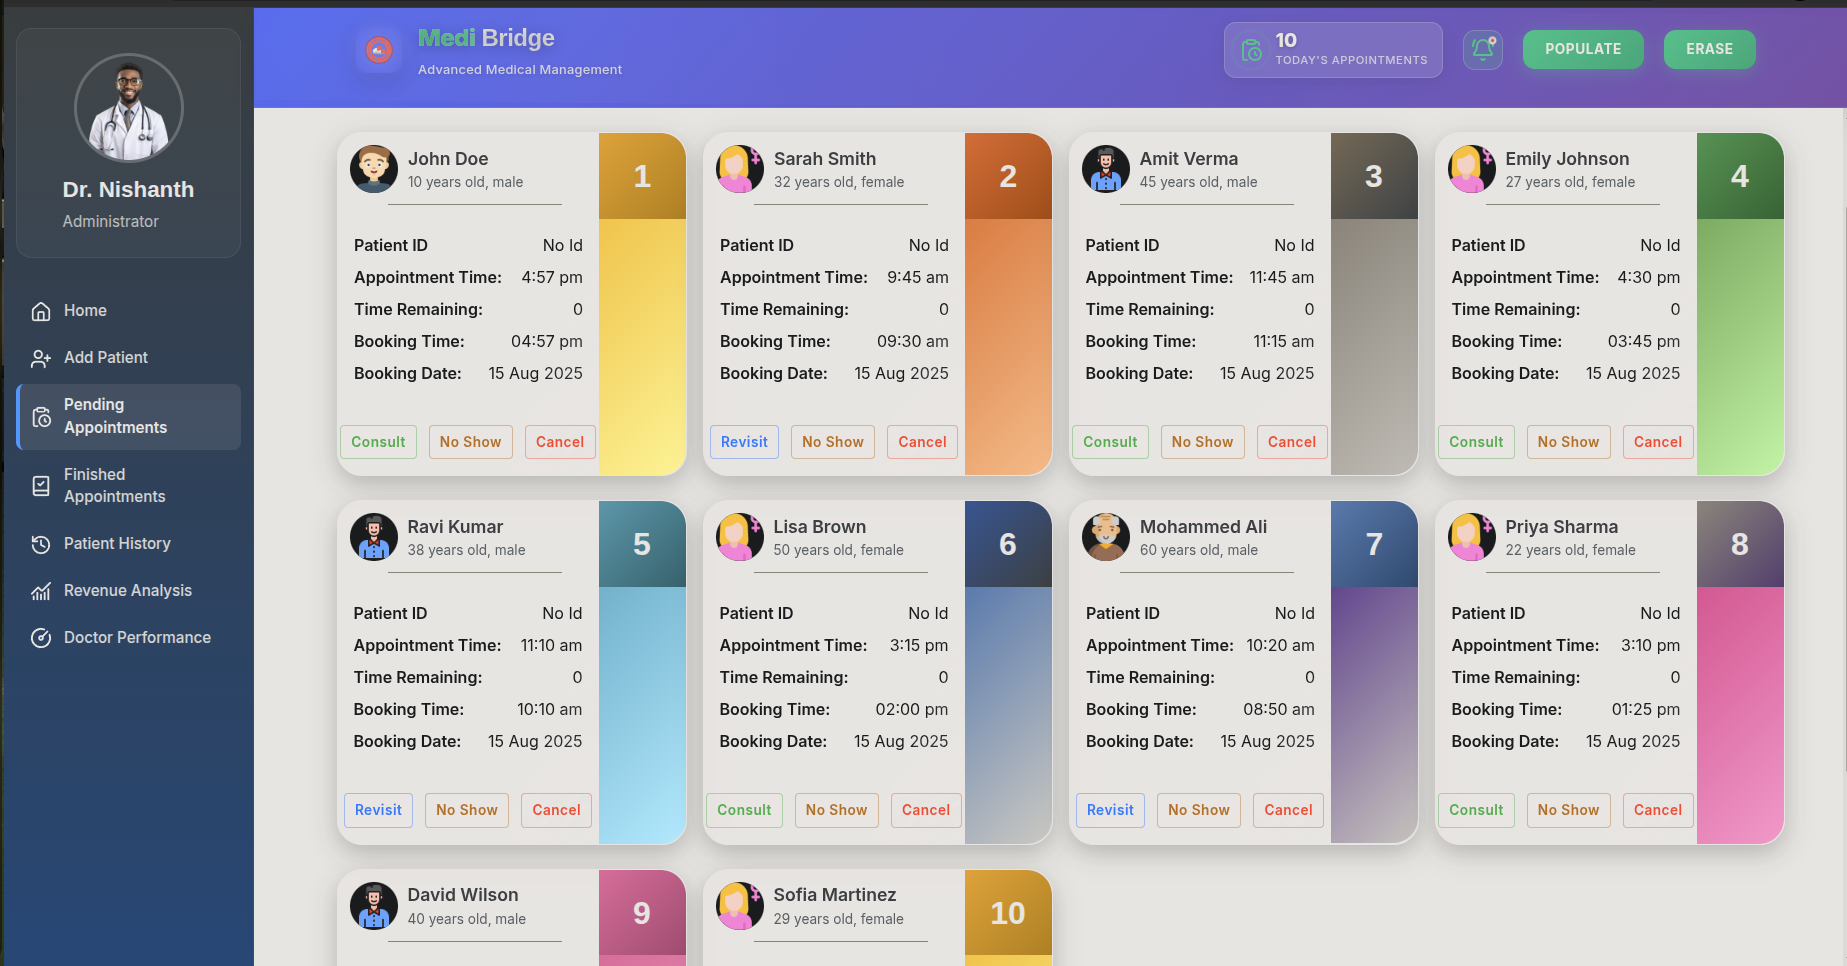 Dr. Nishanth
Administrator
Home
Add Patient
Pending
Appointments
Finished
Appointments
Patient History
Revenue Analysis
Doctor Performance
Medi Bridge
Advanced Medical Management
10
TODAY'S APPOINTMENTS
POPULATE
ERASE
John Doe
10 years old, male
1
Patient ID No Id
Appointment Time: 4:57 pm
Time Remaining: 0
Booking Time: 04:57 pm
Booking Date: 15 Aug 2025
Consult No Show Cancel
Sarah Smith
32 years old, female
2
Patient ID No Id
Appointment Time: 9:45 am
Time Remaining: 0
Booking Time: 09:30 am
Booking Date: 15 Aug 2025
Revisit No Show Cancel
Amit Verma
45 years old, male
3
Patient ID No Id
Appointment Time: 11:45 am
Time Remaining: 0
Booking Time: 11:15 am
Booking Date: 15 Aug 2025
Consult No Show Cancel
Emily Johnson
27 years old, female
4
Patient ID No Id
Appointment Time: 4:30 pm
Time Remaining: 0
Booking Time: 03:45 pm
Booking Date: 15 Aug 2025
Consult No Show Cancel
Ravi Kumar
38 years old, male
5
Patient ID No Id
Appointment Time: 11:10 am
Time Remaining: 0
Booking Time: 10:10 am
Booking Date: 15 Aug 2025
Revisit No Show Cancel
Lisa Brown
50 years old, female
6
Patient ID No Id
Appointment Time: 3:15 pm
Time Remaining: 0
Booking Time: 02:00 pm
Booking Date: 15 Aug 2025
Consult No Show Cancel
Mohammed Ali
60 years old, male
7
Patient ID No Id
Appointment Time: 10:20 am
Time Remaining: 0
Booking Time: 08:50 am
Booking Date: 15 Aug 2025
Revisit No Show Cancel
Priya Sharma
22 years old, female
8
Patient ID No Id
Appointment Time: 3:10 pm
Time Remaining: 0
Booking Time: 01:25 pm
Booking Date: 15 Aug 2025
Consult No Show Cancel
David Wilson
40 years old, male
9
Sofia Martinez
29 years old, female
10